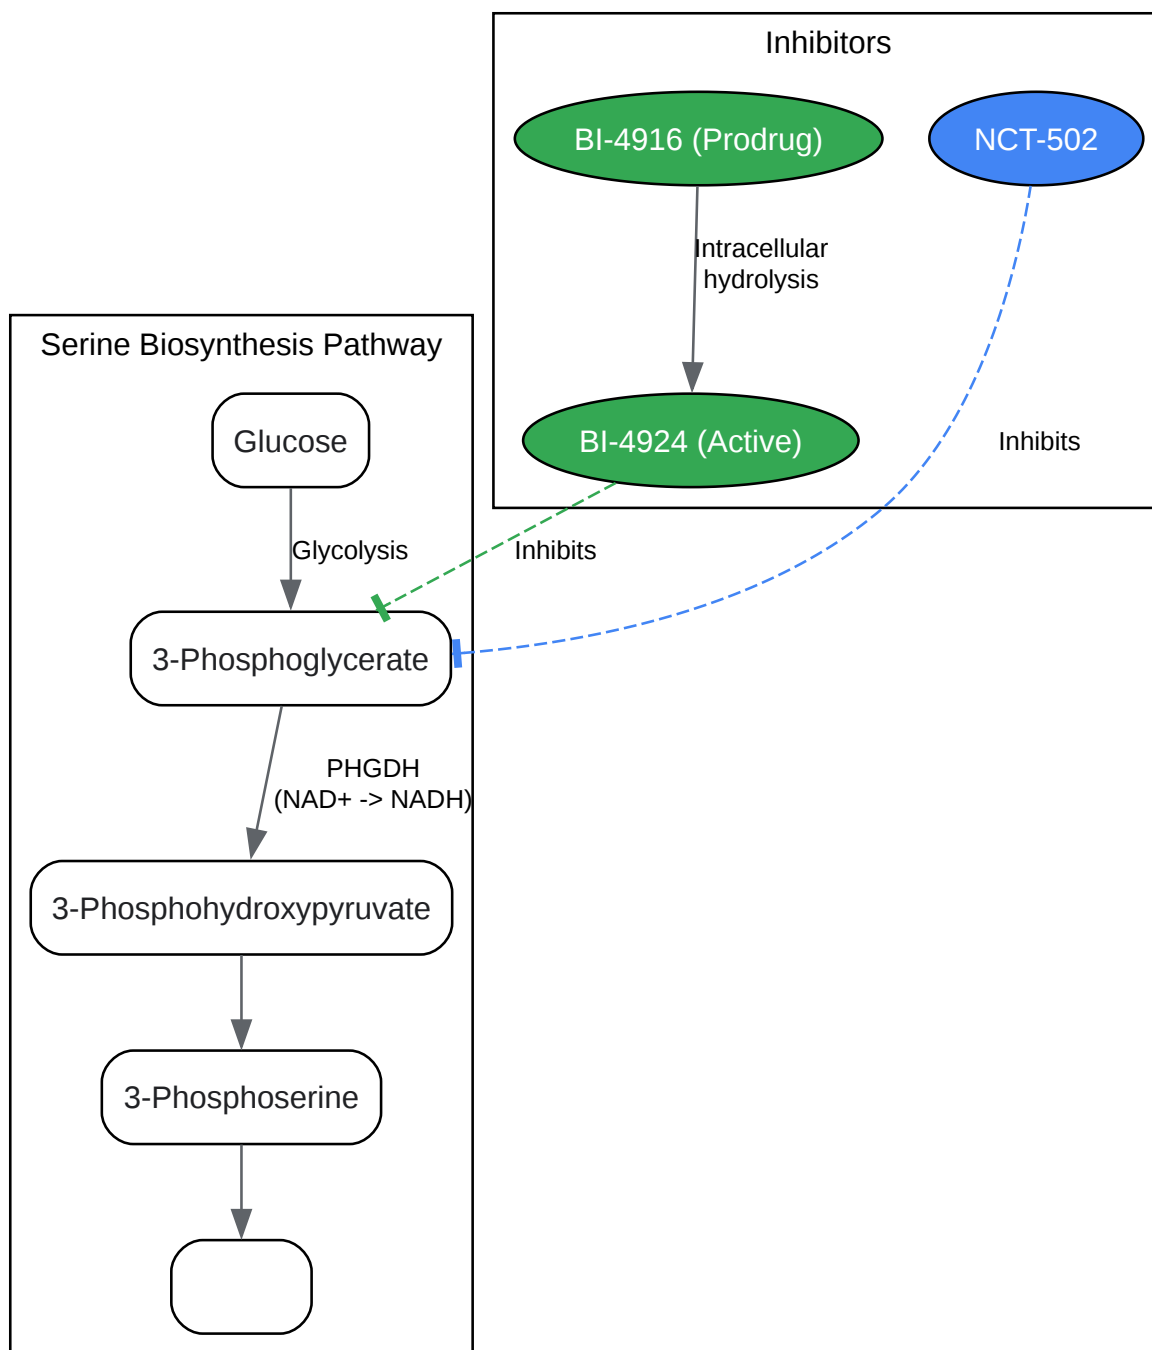 Inhibitors
BI-4916 (Prodrug)
NCT-502
Intracellular
hydrolysis
BI-4924 (Active)
Inhibits
Inhibits
Serine Biosynthesis Pathway
Glucose
Glycolysis
3-Phosphoglycerate
PHGDH
(NAD+ -> NADH)
3-Phosphohydroxypyruvate
3-Phosphoserine